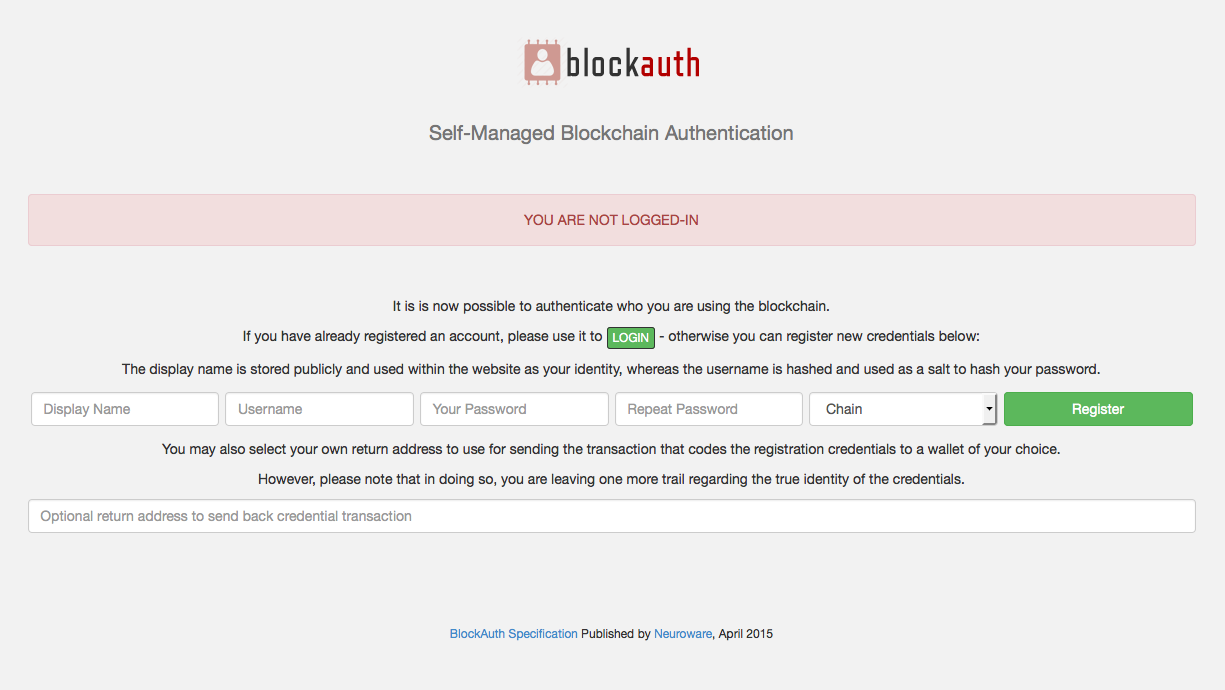 blockauth
Self-Managed Blockchain Authentication
YOU ARE NOT LOGGED-IN
It is is now possible to authenticate who you are using the blockchain.
If you have already registered an account, please use it to LOGIN - otherwise you can register new credentials below:
The display name is stored publicly and used within the website as your identity, whereas the username is hashed and used as a salt to hash your password.
Display Name Username Your Password Repeat Password Chain Register
You may also select your own return address to use for sending the transaction that codes the registration credentials to a wallet of your choice.
However, please note that in doing so, you are leaving one more trail regarding the true identity of the credentials.
Optional return address to send back credential transaction
BlockAuth Specification Published by Neuroware, April 2015